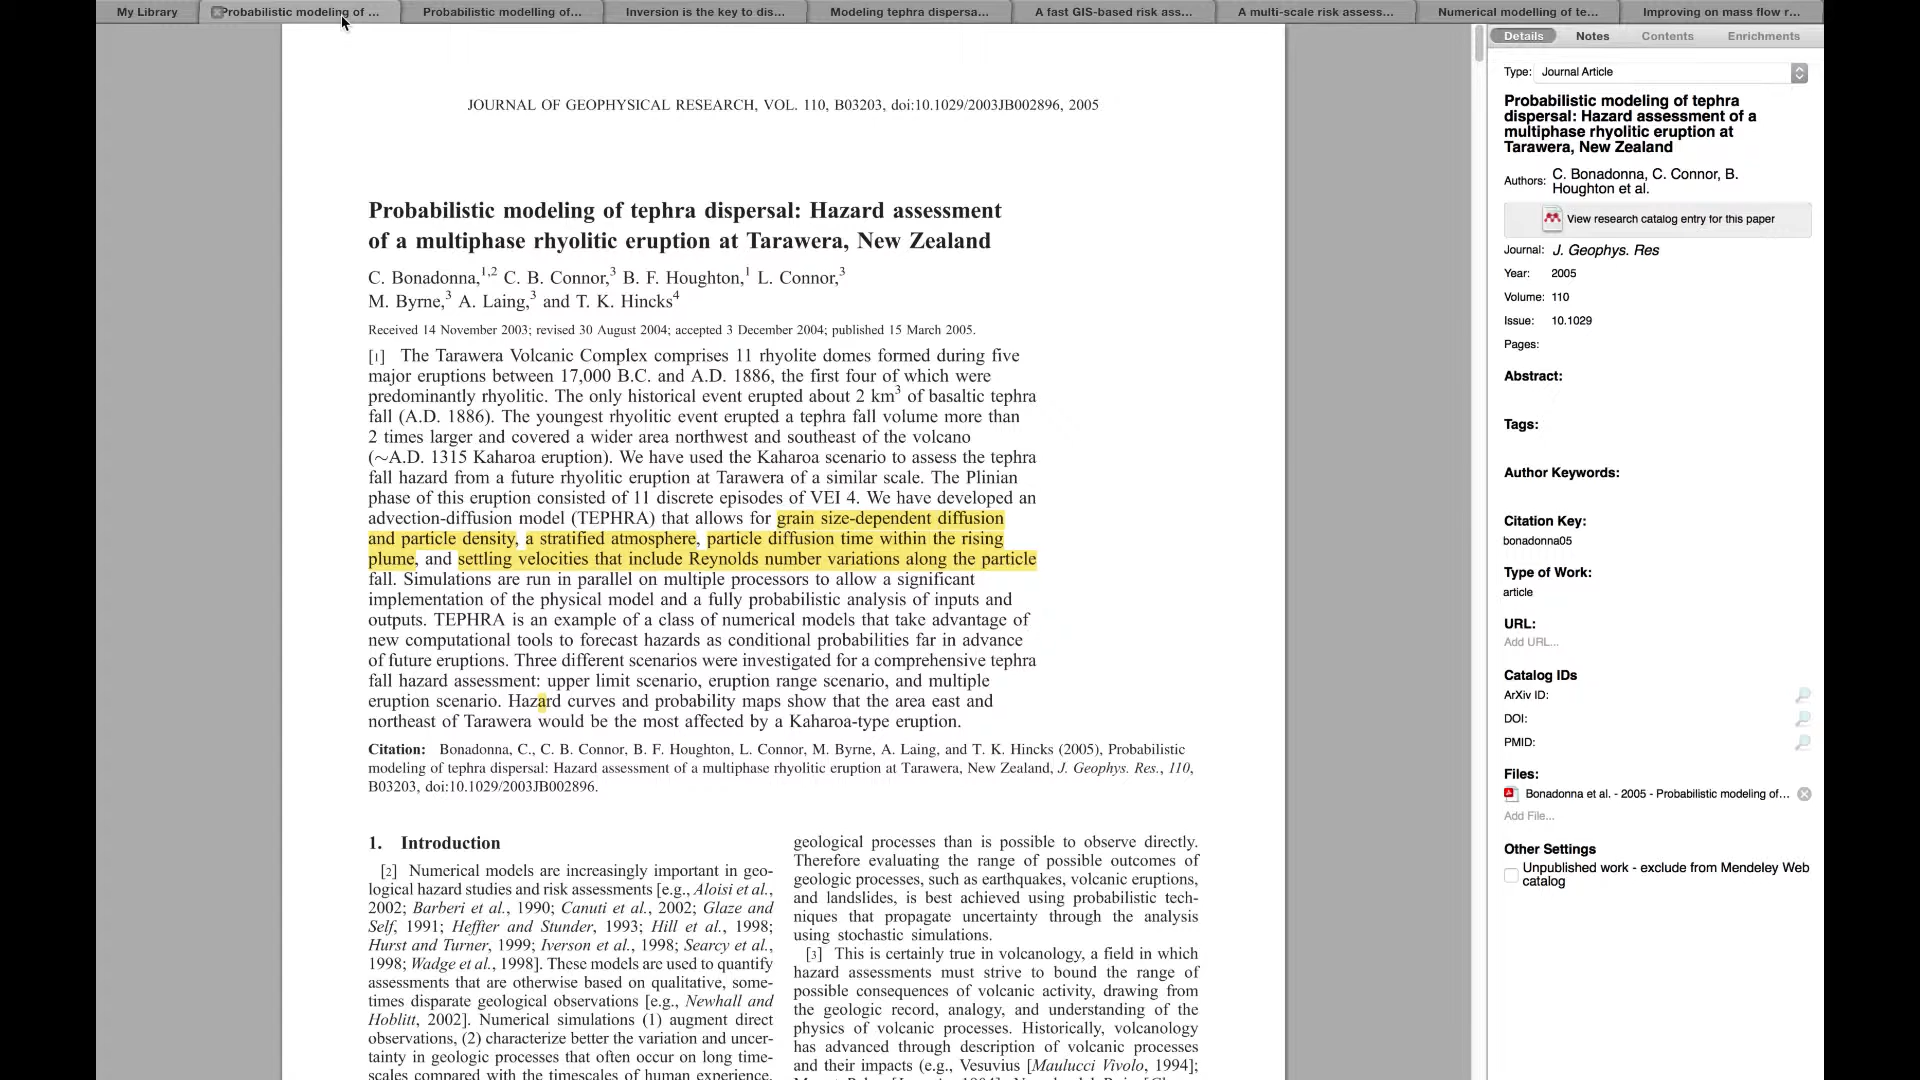 My Library
Probabilistic modeling of ...
Probabilistic modelling of...
Inversion is the key to dis...
Modeling tephra dispersa...
A fast GIS-based risk ass...
A multi-scale risk assess...
Numerical modelling of te...
Improving on mass flow r...
JOURNAL OF GEOPHYSICAL RESEARCH, VOL. 110, B03203, doi:10.1029/2003JB002896, 2005
Probabilistic modeling of tephra dispersal: Hazard assessment
of a multiphase rhyolitic eruption at Tarawera, New Zealand
C. Bonadonna,1,2 C. B. Connor,3 B. F. Houghton,1 L. Connor,3
M. Byrne,3 A. Laing,3 and T. K. Hincks4
Received 14 November 2003; revised 30 August 2004; accepted 3 December 2004; published 15 March 2005.
[1] The Tarawera Volcanic Complex comprises 11 rhyolite domes formed during five
major eruptions between 17,000 B.C. and A.D. 1886, the first four of which were
predominantly rhyolitic. The only historical event erupted about 2 km3 of basaltic tephra
fall (A.D. 1886). The youngest rhyolitic event erupted a tephra fall volume more than
2 times larger and covered a wider area northwest and southeast of the volcano
(~A.D. 1315 Kaharoa eruption). We have used the Kaharoa scenario to assess the tephra
fall hazard from a future rhyolitic eruption at Tarawera of a similar scale. The Plinian
phase of this eruption consisted of 11 discrete episodes of VEI 4. We have developed an
advection-diffusion model (TEPHRA) that allows for grain size-dependent diffusion
and particle density, a stratified atmosphere, particle diffusion time within the rising
plume, and settling velocities that include Reynolds number variations along the particle
fall. Simulations are run in parallel on multiple processors to allow a significant
implementation of the physical model and a fully probabilistic analysis of inputs and
outputs. TEPHRA is an example of a class of numerical models that take advantage of
new computational tools to forecast hazards as conditional probabilities far in advance
of future eruptions. Three different scenarios were investigated for a comprehensive tephra
fall hazard assessment: upper limit scenario, eruption range scenario, and multiple
eruption scenario. Hazard curves and probability maps show that the area east and
northeast of Tarawera would be the most affected by a Kaharoa-type eruption.
Citation: Bonadonna, C., C. B. Connor, B. F. Houghton, L. Connor, M. Byrne, A. Laing, and T. K. Hincks (2005), Probabilistic
modeling of tephra dispersal: Hazard assessment of a multiphase rhyolitic eruption at Tarawera, New Zealand, J. Geophys. Res., 110,
B03203, doi:10.1029/2003JB002896.
1. Introduction
[2] Numerical models are increasingly important in geo-
logical hazard studies and risk assessments [e.g., Aloisi et al.,
2002; Barberi et al., 1990; Canuti et al., 2002; Glaze and
Self, 1991; Heffter and Stunder, 1993; Hill et al., 1998;
Hurst and Turner, 1999; Iverson et al., 1998; Searcy et al.,
1998; Wadge et al., 1998]. These models are used to quantify
assessments that are otherwise based on qualitative, some-
times disparate geological observations [e.g., Newhall and
Hoblitt, 2002]. Numerical simulations (1) augment direct
observations, (2) characterize better the variation and uncer-
tainty in geologic processes that often occur on long time-
scales compared with the timescales of human experience,
geological processes than is possible to observe directly.
Therefore evaluating the range of possible outcomes of
geologic processes, such as earthquakes, volcanic eruptions,
and landslides, is best achieved using probabilistic tech-
niques that propagate uncertainty through the analysis
using stochastic simulations.
[3] This is certainly true in volcanology, a field in which
hazard assessments must strive to bound the range of
possible consequences of volcanic activity, drawing from
the geologic record, analogy, and understanding of the
physics of volcanic processes. Historically, volcanology
has advanced through description of volcanic processes
and their impacts (e.g., Vesuvius [Maulucci Vivolo, 1994];
Details
Notes
Contents
Enrichments
Type: Journal Article
Probabilistic modeling of tephra
dispersal: Hazard assessment of a
multiphase rhyolitic eruption at
Tarawera, New Zealand
Authors: C. Bonadonna, C. Connor, B.
Houghton et al.
View research catalog entry for this paper
Journal: J. Geophys. Res
Year: 2005
Volume: 110
Issue: 10.1029
Pages:
Abstract:
Tags:
Author Keywords:
Citation Key:
bonadonna05
Type of Work:
article
URL:
Add URL...
Catalog IDs
ArXiv ID:
DOI:
PMID:
Files:
Bonadonna et al. - 2005 - Probabilistic modeling of...
Add File...
Other Settings
Unpublished work - exclude from Mendeley Web
catalog